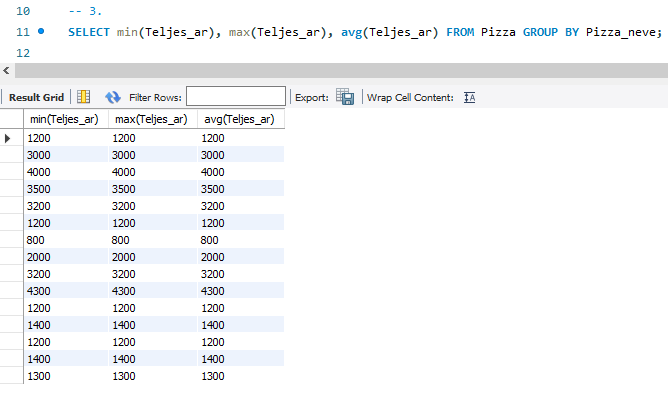 10 -- 3.
11 SELECT min(Teljes_ar), max(Teljes_ar), avg(Teljes_ar) FROM Pizza GROUP BY Pizza_neve;
12
Result Grid Filter Rows: Export: Wrap Cell Content: IA
min(Teljes_ar) max(Teljes_ar) avg(Teljes_ar)
1200 1200 1200
3000 3000 3000
4000 4000 4000
3500 3500 3500
3200 3200 3200
1200 1200 1200
800 800 800
2000 2000 2000
3200 3200 3200
4300 4300 4300
1200 1200 1200
1400 1400 1400
1200 1200 1200
1400 1400 1400
1300 1300 1300